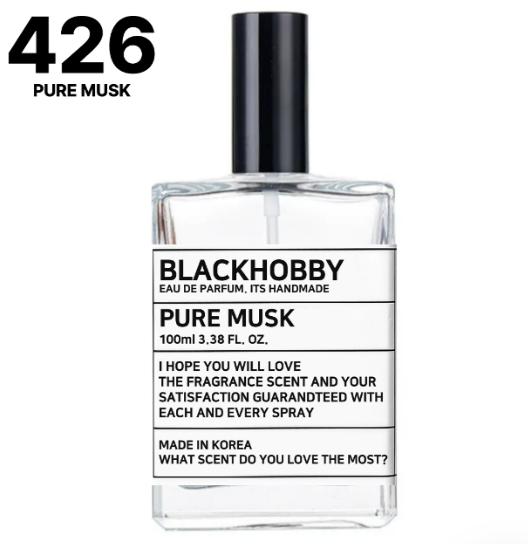 426
PURE MUSK
BLACKHOBBY
EAU DE PARFUM, ITS HANDMADE
PURE MUSK
100ml 3.38 FL. OZ.
I HOPE YOU WILL LOVE
THE FRAGRANCE SCENT AND YOUR
SATISFACTION GUARANDTEED WITH
EACH AND EVERY SPRAY
MADE IN KOREA
WHAT SCENT DO YOU LOVE THE MOST?